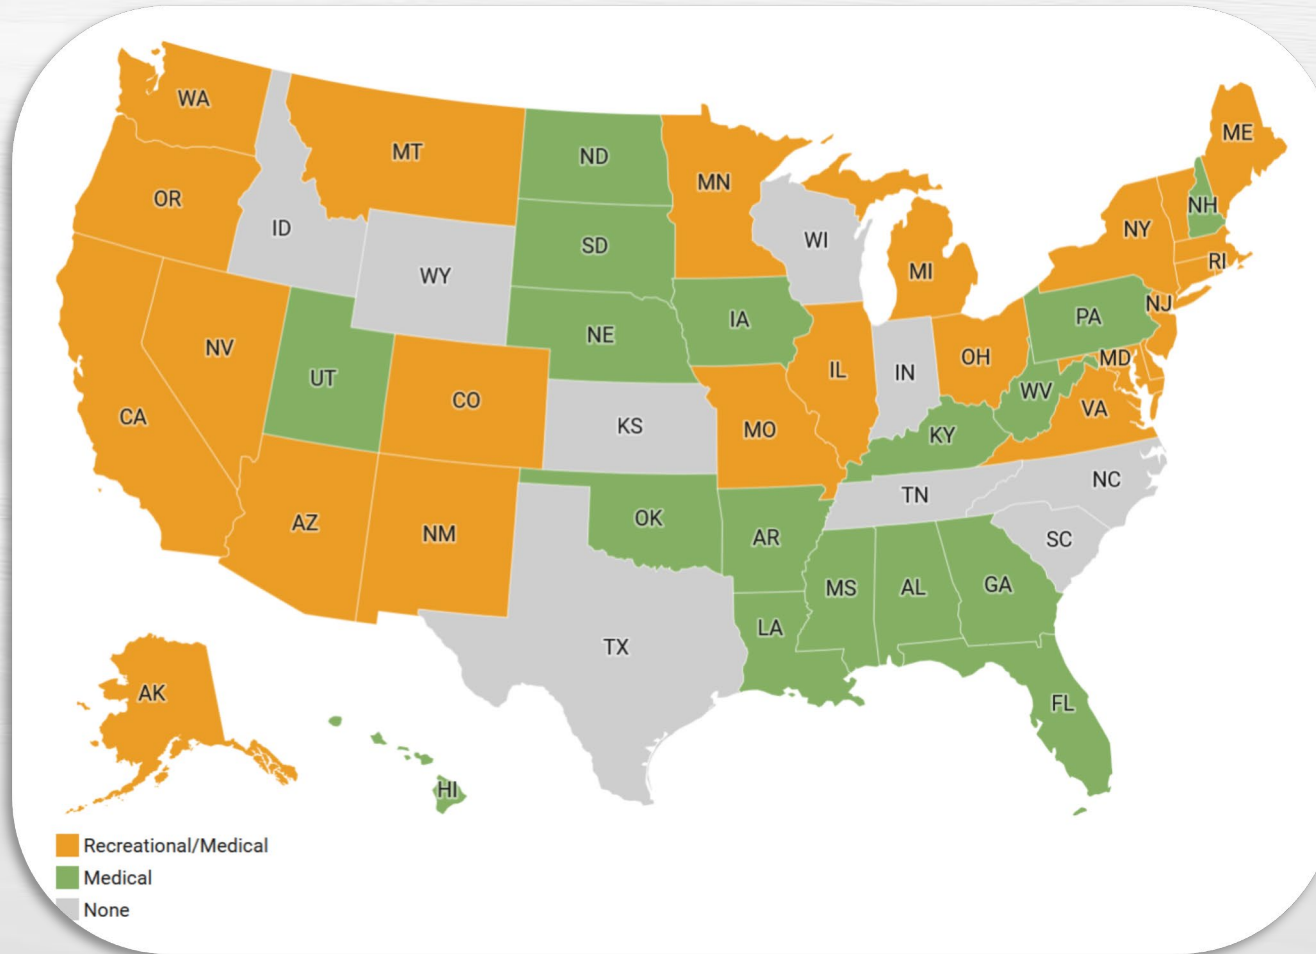 WA
MT
ND
MN
ME
OR
ID
SD
WI
NH
NY
WY
MI
RI
NV
UT
NE
IA
PA
NJ
CO
IL
IN
OH
MD
CA
KS
MO
WV
VA
KY
NC
AZ
NM
OK
TN
AR
SC
MS
AL
GA
TX
LA
AK
FL
HI
Recreational/Medical
Medical
None